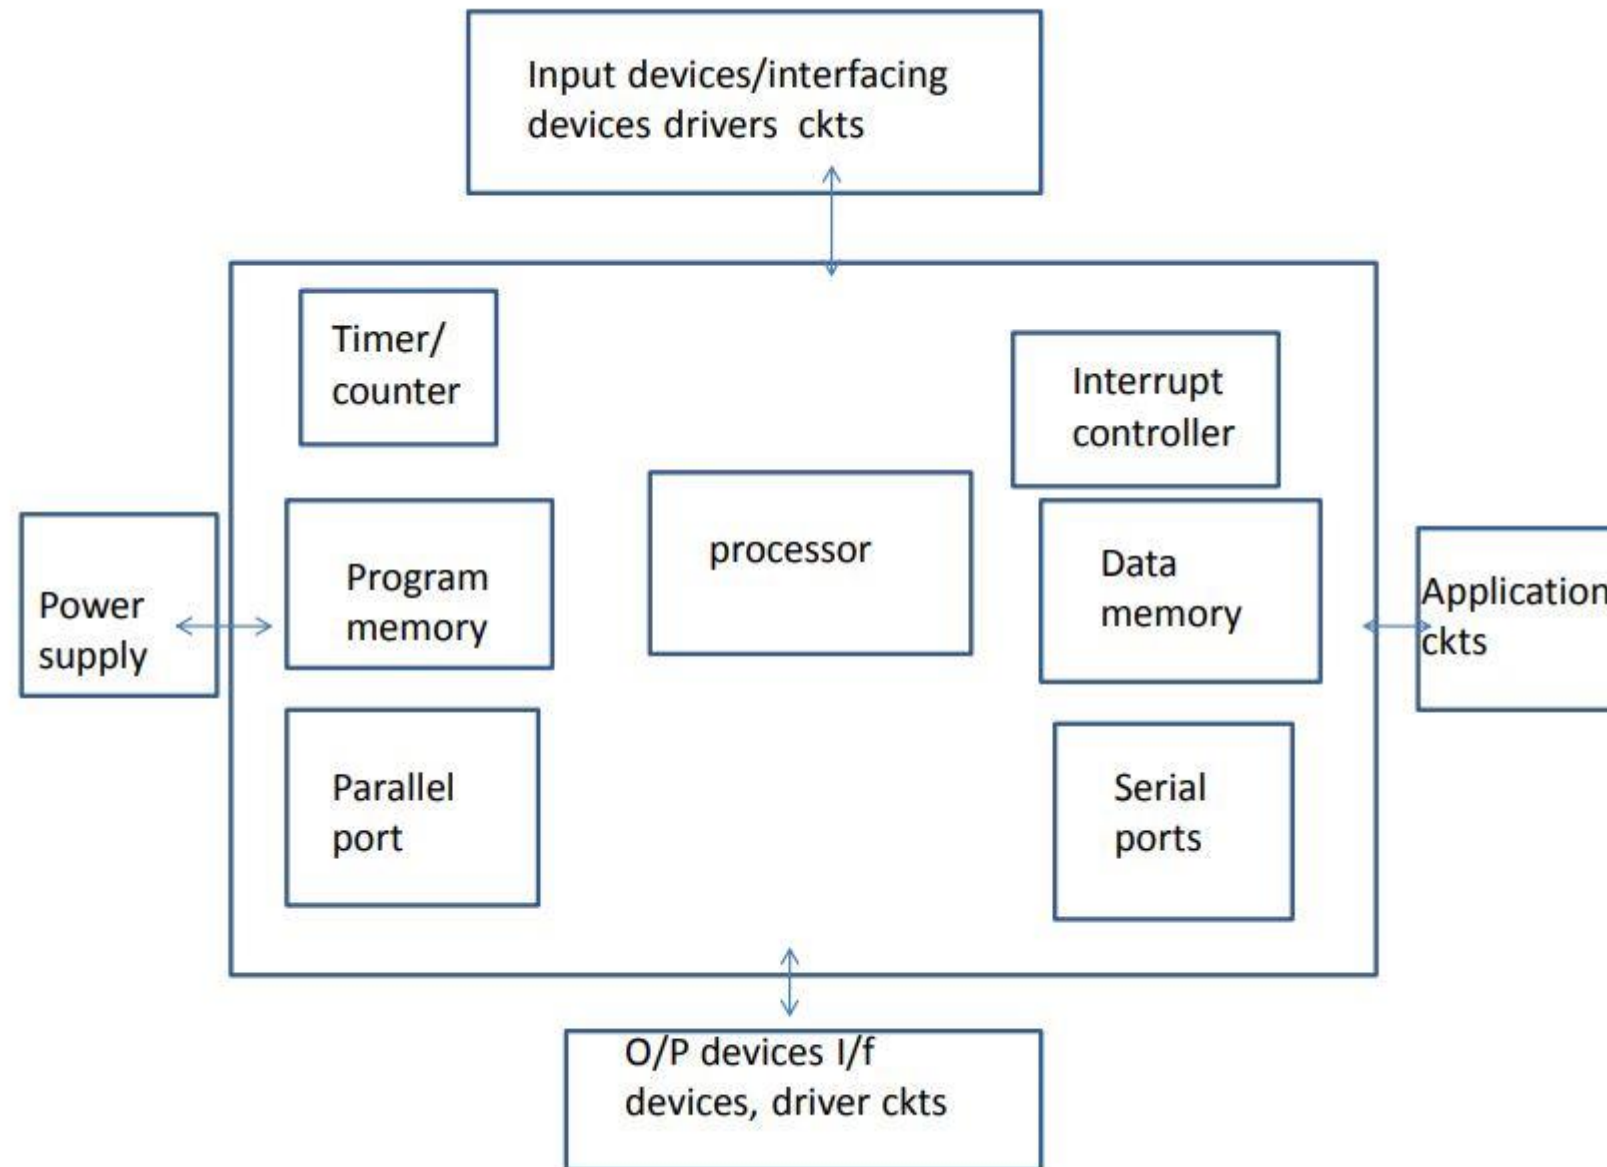 Input devices/interfacing
devices drivers ckts
Timer/
counter
Interrupt
controller
processor
Program
memory
Data
memory
Power
supply
Application
ckts
Parallel
port
Serial
ports
O/P devices I/f
devices, driver ckts